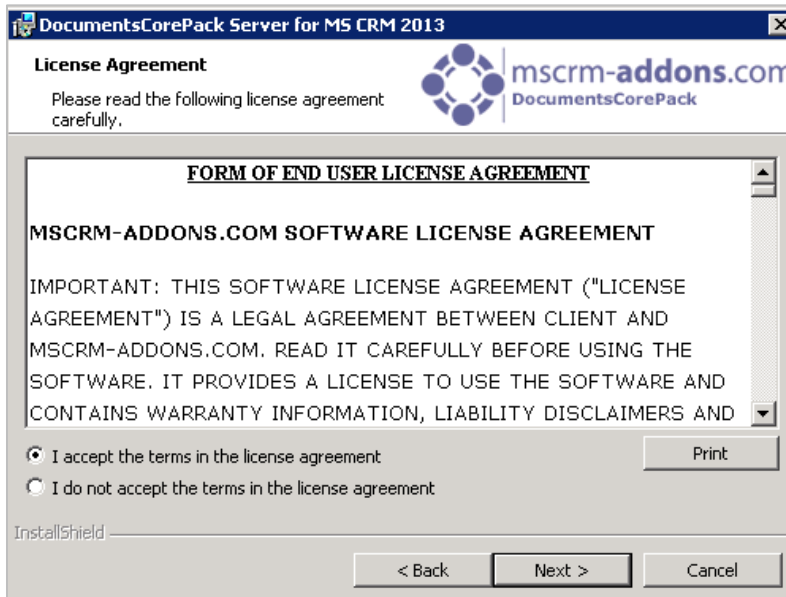 DocumentsCorePack Server for MS CRM 2013
License Agreement
Please read the following license agreement
carefully.
mscrm-addons.com
DocumentsCorePack
FORM OF END USER LICENSE AGREEMENT
MSCRM-ADDONS.COM SOFTWARE LICENSE AGREEMENT
IMPORTANT: THIS SOFTWARE LICENSE AGREEMENT ("LICENSE
AGREEMENT") IS A LEGAL AGREEMENT BETWEEN CLIENT AND
MSCRM-ADDONS.COM. READ IT CAREFULLY BEFORE USING THE
SOFTWARE. IT PROVIDES A LICENSE TO USE THE SOFTWARE AND
CONTAINS WARRANTY INFORMATION, LIABILITY DISCLAIMERS AND
I accept the terms in the license agreement
Print
I do not accept the terms in the license agreement
InstallShield
< Back
Next >
Cancel